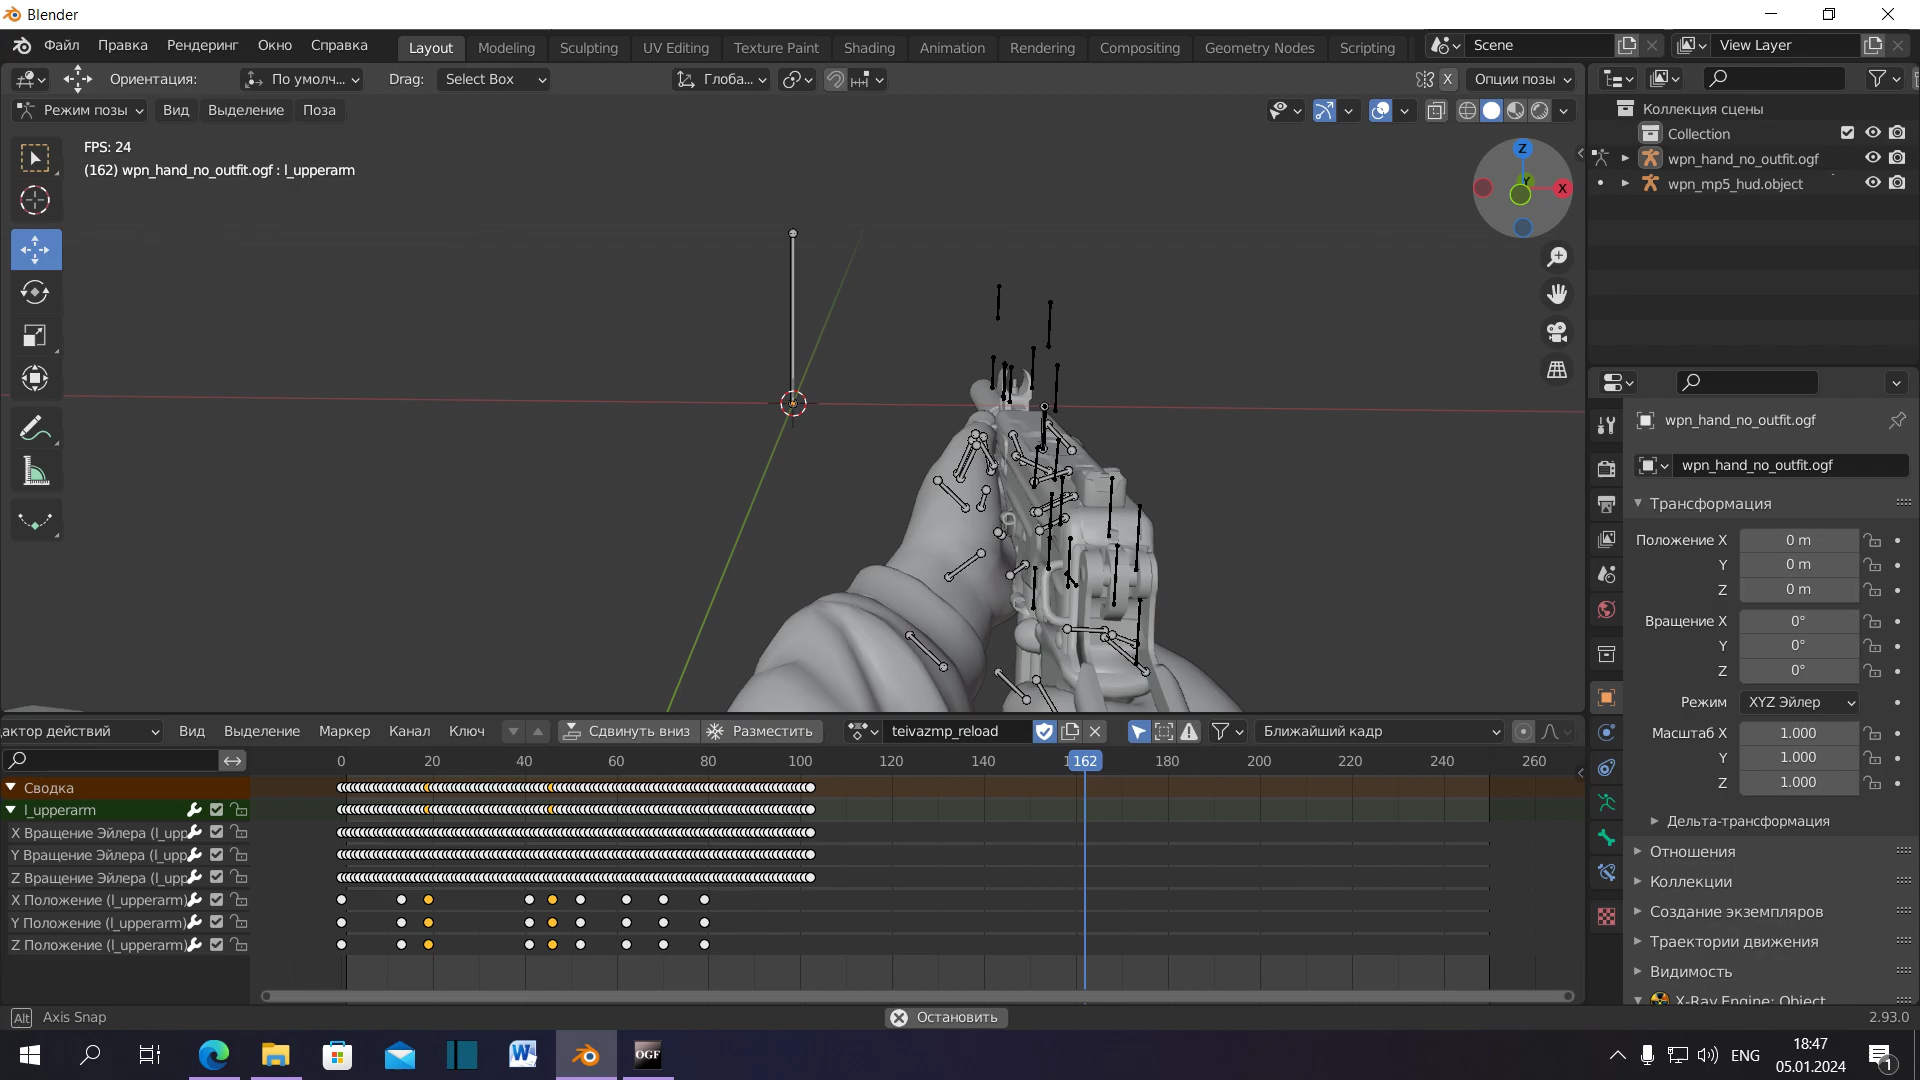 Blender
Файл Правка Рендеринг Окно Справка Layout Modeling Sculpting UV Editing Texture Paint Shading Animation Rendering Compositing Geometry Nodes Scripting Scene View Layer
Ориентация: По умолч... Drag: Select Box Глоба... X Опции позы
Режим позы Вид Выделение Поза
Коллекция сцены
Collection
wpn_hand_no_outfit.ogf
wpn_mp5_hud.object
FPS: 24
(162) wpn_hand_no_outfit.ogf : l_upperarm
Z
Y
X
wpn_hand_no_outfit.ogf
wpn_hand_no_outfit.ogf
Трансформация
Положение X 0 m
Y 0 m
Z 0 m
Вращение X 0°
Y 0°
Z 0°
Режим XYZ Эйлер
Масштаб X 1.000
Y 1.000
Z 1.000
Дельта-трансформация
Отношения
Коллекции
Создание экземпляров
Траектории движения
Видимость
X-Ray Engine: Object
актор действий Вид Выделение Маркер Канал Ключ Сдвинуть вниз Разместить teivazmp_reload Ближайший кадр
0 20 40 60 80 100 120 140 162 180 200 220 240 260
Сводка
l_upperarm
X Вращение Эйлера (l_upp
Y Вращение Эйлера (l_upp
Z Вращение Эйлера (l_upp
X Положение (l_upperarm)
Y Положение (l_upperarm)
Z Положение (l_upperarm)
Alt Axis Snap Остановить 2.93.0
OGF ENG 18:47
05.01.2024 1